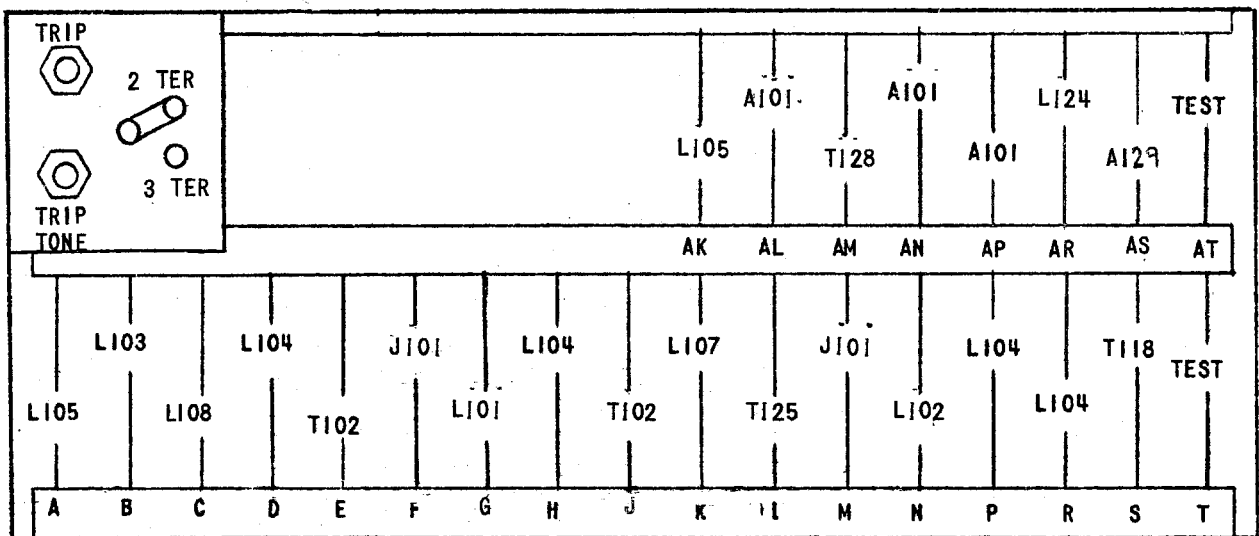 TRIP
2 TER
3 TER
TRIP
TONE
L105 A101 T128 A101 A101 L124 A129 TEST
AK AL AM AN AP AR AS AT
L105 L103 L108 L104 T102 J101 L101 L104 T102 L107 T125 J101 L102 L104 L104 T118 TEST
A B C D E F G H J K L M N P R S T